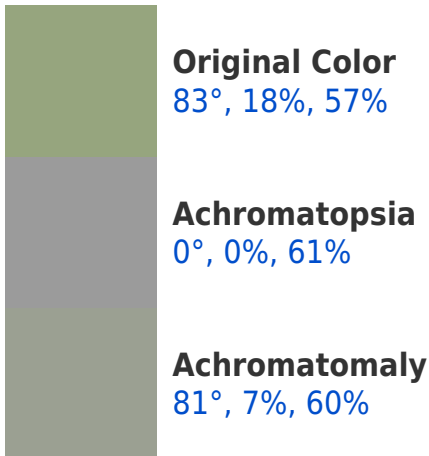 Original Color
83°, 18%, 57%
Achromatopsia
0°, 0%, 61%
Achromatomaly
81°, 7%, 60%